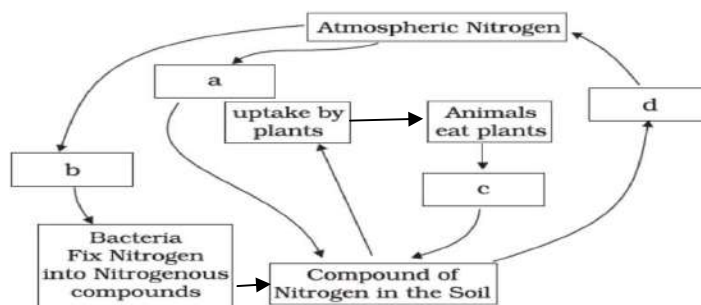 Atmospheric Nitrogen
a
uptake by
plants
Animals
eat plants
d
b
c
Bacteria
Fix Nitrogen
into Nitrogenous
compounds
Compound of
Nitrogen in the Soil